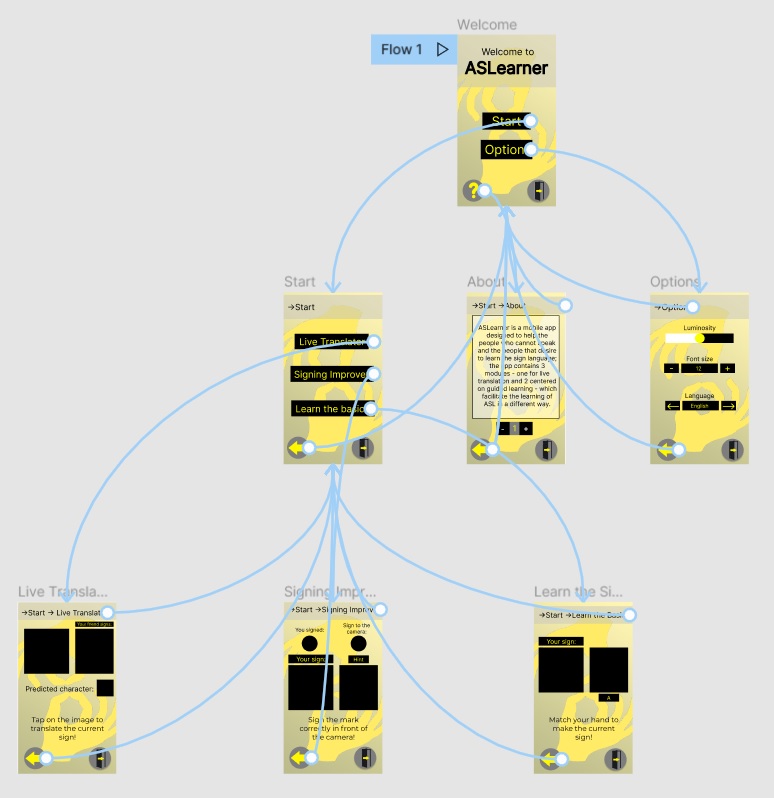 Welcome
Flow 1
Welcome to
ASLearner
Start
Option
?
Start
→Start
Live Translator
Signing Improve
Learn the basic
About
→Start →About
ASLearner is a mobile app
designed to help the
people who cannot speak
and the people that desire
to learn the sign language;
the app contains 3
modules - one for live
translation and 2 centered
on guided learning - which
facilitate the learning of
ASL in a different way.
- 1 +
Options
→Option
Luminosity
Font size
- 12 +
Language
← English →
Live Transla...
→Start → Live Translat
Your friend signs:
Predicted character:
Tap on the image to
translate the current
sign!
Signing Impr...
→Start →Signing Improv
You signed:
Sign to the
camera:
Your sign:
Hint
Sign the mark
correctly in front of
the camera!
Learn the Si...
→Start →Learn the Basi
Your sign:
A
Match your hand to
make the current
sign!